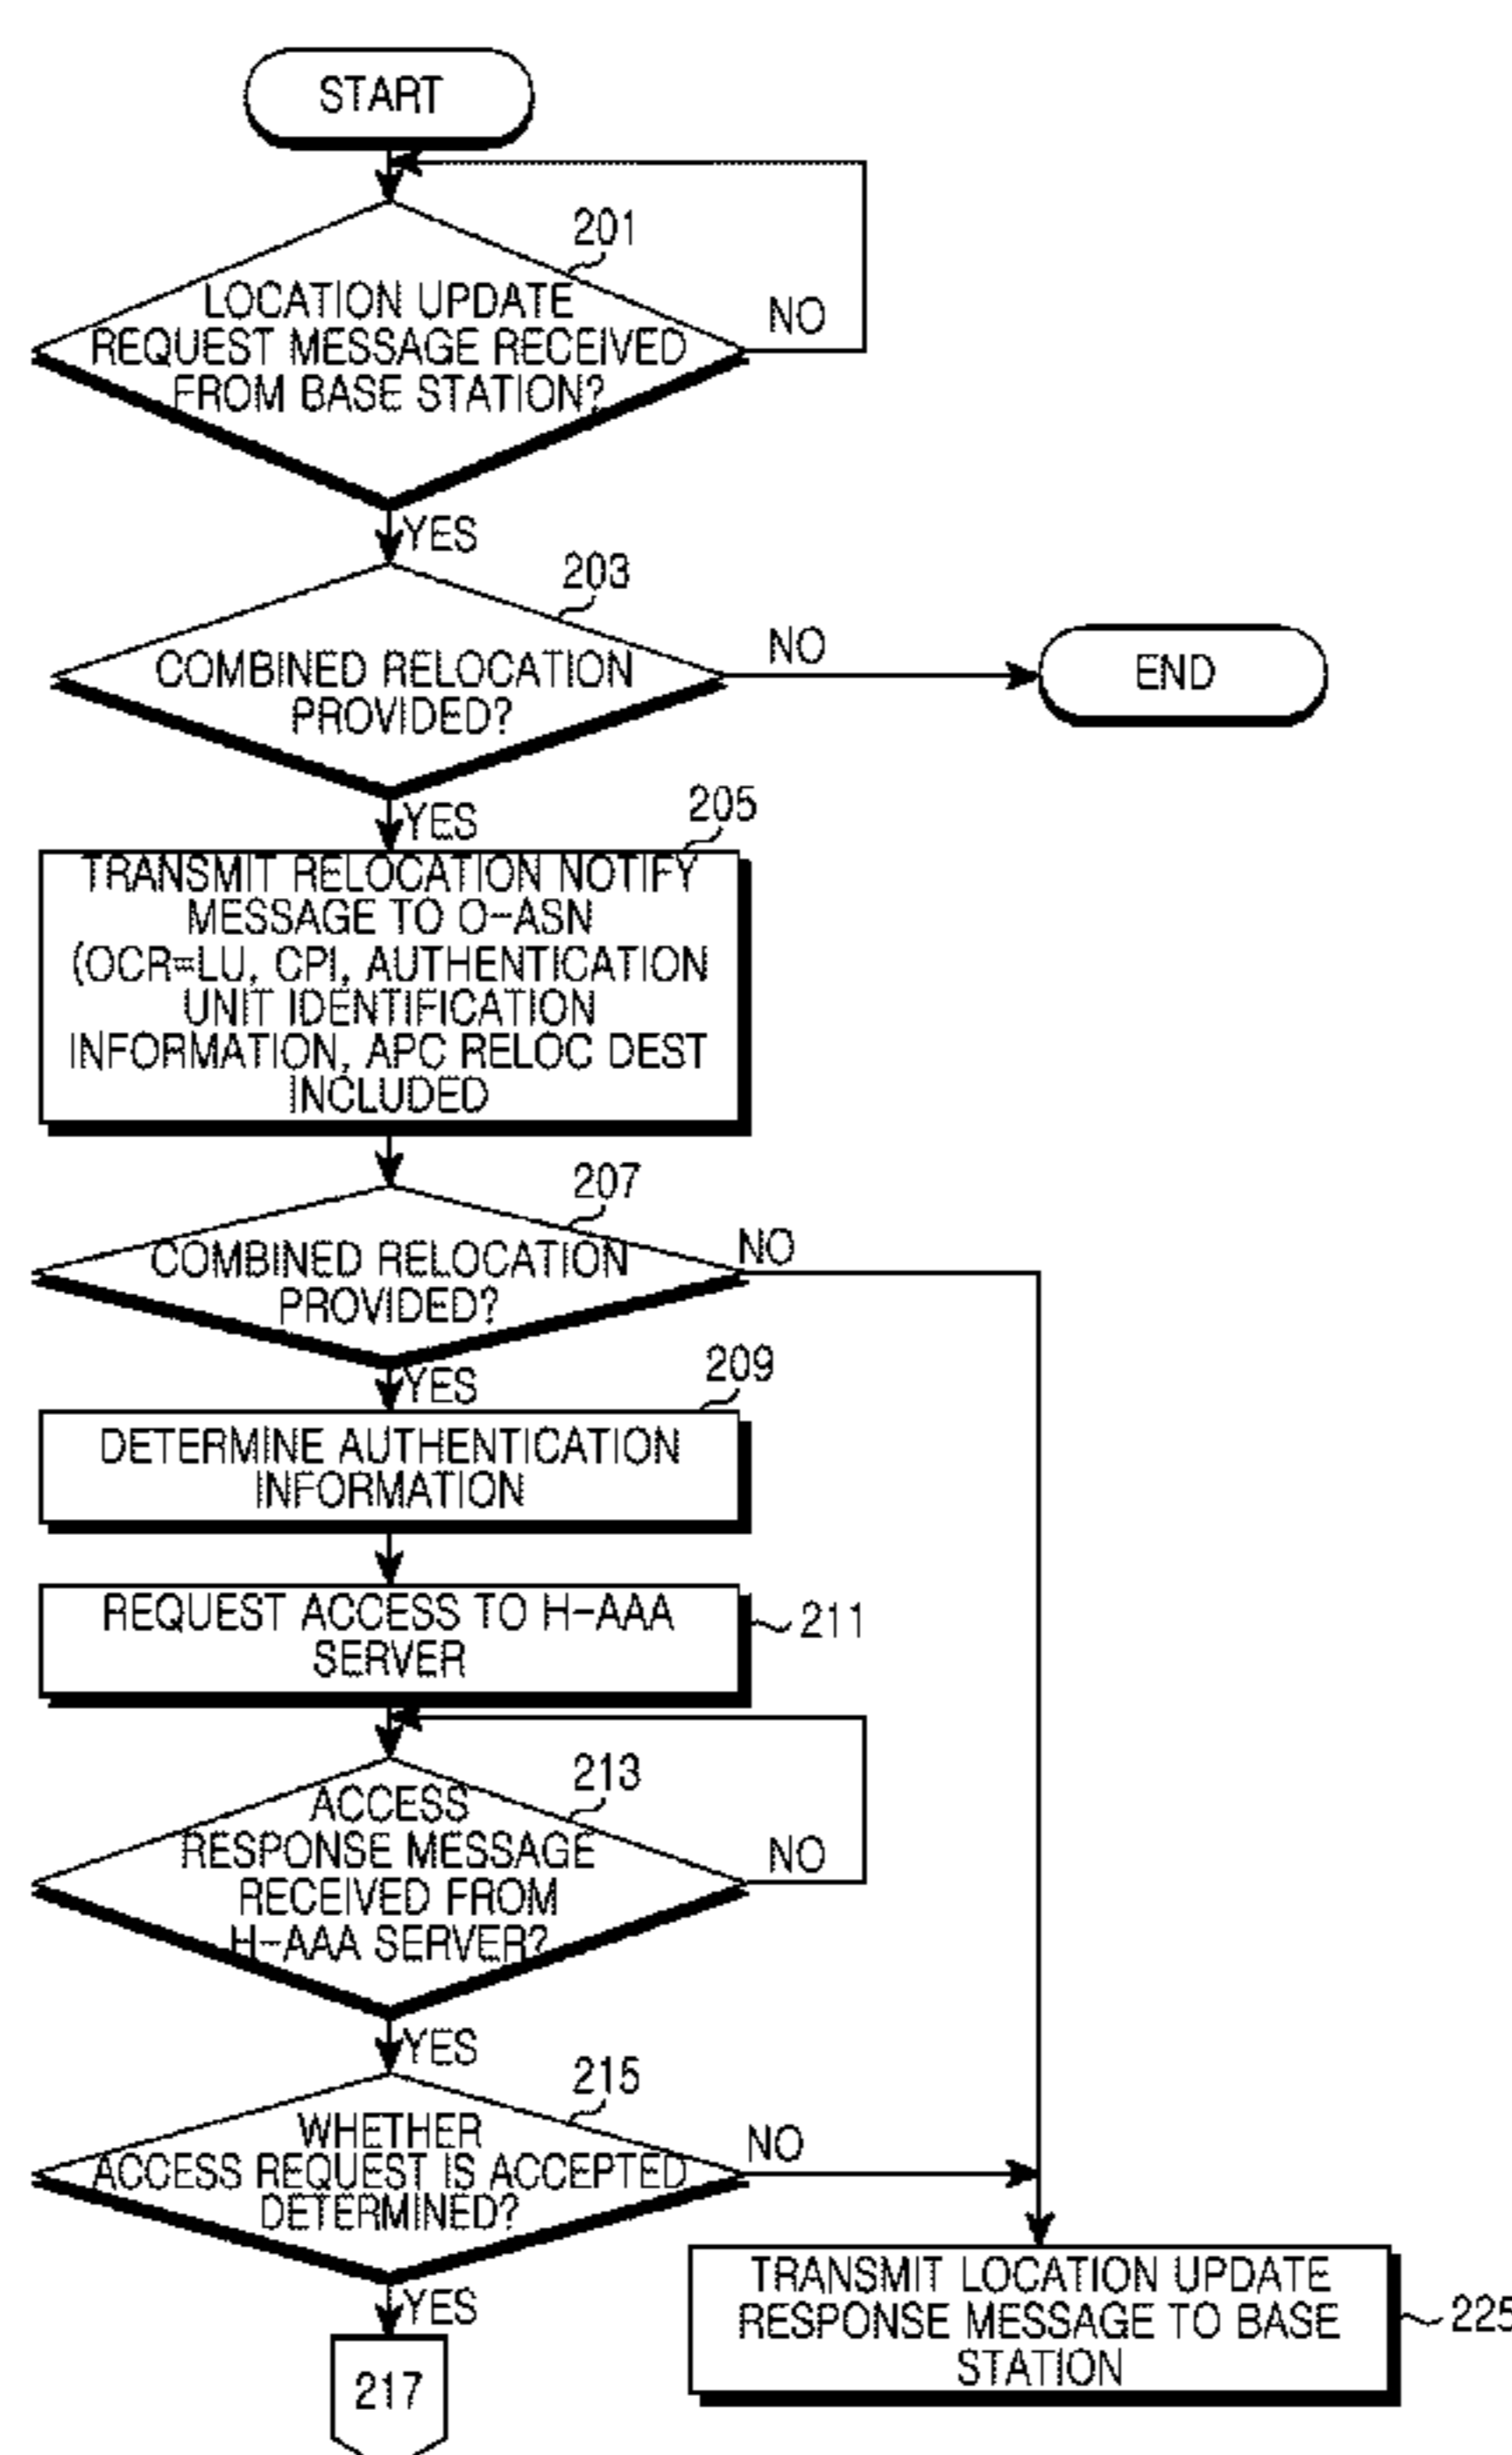 START
201
LOCATION UPDATE
REQUEST MESSAGE RECEIVED
FROM BASE STATION?
NO
YES
203
COMBINED RELOCATION
PROVIDED?
NO
END
YES
205
TRANSMIT RELOCATION NOTIFY
MESSAGE TO O-ASN
(OCR=LU, CPI, AUTHENTICATION
UNIT IDENTIFICATION
INFORMATION, APC RELOC DEST
INCLUDED
207
COMBINED RELOCATION
PROVIDED?
NO
YES
209
DETERMINE AUTHENTICATION
INFORMATION
REQUEST ACCESS TO H-AAA
SERVER
211
213
ACCESS
RESPONSE MESSAGE
RECEIVED FROM
H-AAA SERVER?
NO
YES
215
WHETHER
ACCESS REQUEST IS ACCEPTED
DETERMINED?
NO
YES
TRANSMIT LOCATION UPDATE
RESPONSE MESSAGE TO BASE
STATION
225
217